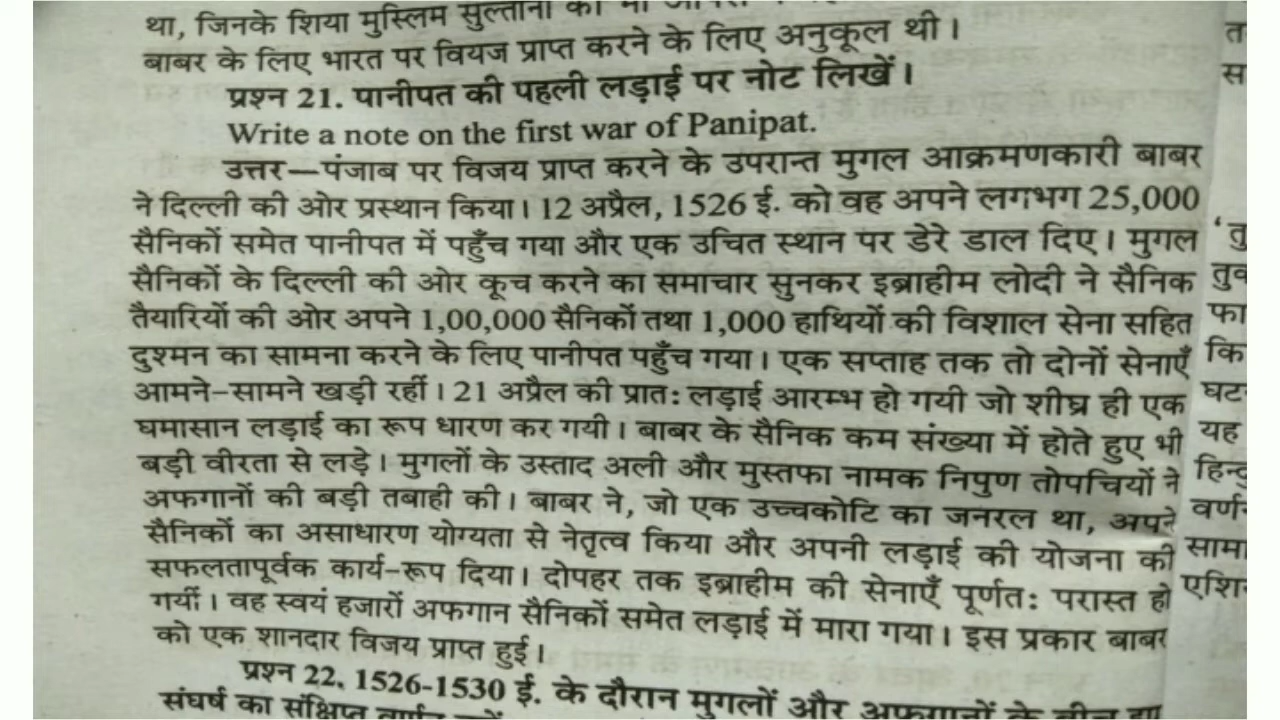 था, जिनके शिया मुस्लिम सुल्तानों
बाबर के लिए भारत पर वियज प्राप्त करने के लिए अनुकूल थी।
प्रश्न 21. पानीपत की पहली लड़ाई पर नोट लिखें।
Write a note on the first war of Panipat.
उत्तर—पंजाब पर विजय प्राप्त करने के उपरान्त मुगल आक्रमणकारी बाबर
ने दिल्ली की ओर प्रस्थान किया। 12 अप्रैल, 1526 ई. को वह अपने लगभग 25,000
सैनिकों समेत पानीपत में पहुँच गया और एक उचित स्थान पर डेरे डाल दिए। मुगल
सैनिकों के दिल्ली की ओर कूच करने का समाचार सुनकर इब्राहीम लोदी ने सैनिक
तैयारियों की ओर अपने 1,00,000 सैनिकों तथा 1,000 हाथियों की विशाल सेना सहित
दुश्मन का सामना करने के लिए पानीपत पहुँच गया। एक सप्ताह तक तो दोनों सेनाएँ
आमने-सामने खड़ी रहीं। 21 अप्रैल की प्रात: लड़ाई आरम्भ हो गयी जो शीघ्र ही एक
घमासान लड़ाई का रूप धारण कर गयी। बाबर के सैनिक कम संख्या में होते हुए भी
बड़ी वीरता से लड़े। मुगलों के उस्ताद अली और मुस्तफा नामक निपुण तोपचियों ने
अफगानों की बड़ी तबाही की। बाबर ने, जो एक उच्चकोटि का जनरल था, अपने
सैनिकों का असाधारण योग्यता से नेतृत्व किया और अपनी लड़ाई की योजना की
सफलतापूर्वक कार्य-रूप दिया। दोपहर तक इब्राहीम की सेनाएँ पूर्णत: परास्त हो
गयीं। वह स्वयं हजारों अफगान सैनिकों समेत लड़ाई में मारा गया। इस प्रकार बाबर
को एक शानदार विजय प्राप्त हुई।
प्रश्न 22. 1526-1530 ई. के दौरान मुगलों और अफगानों के बीच
संघर्ष का संक्षिप्त वर्णन
त
स
'तु
तुव
फा
कि
घट
यह
हिन्दु
वर्ण
सामा
एशि